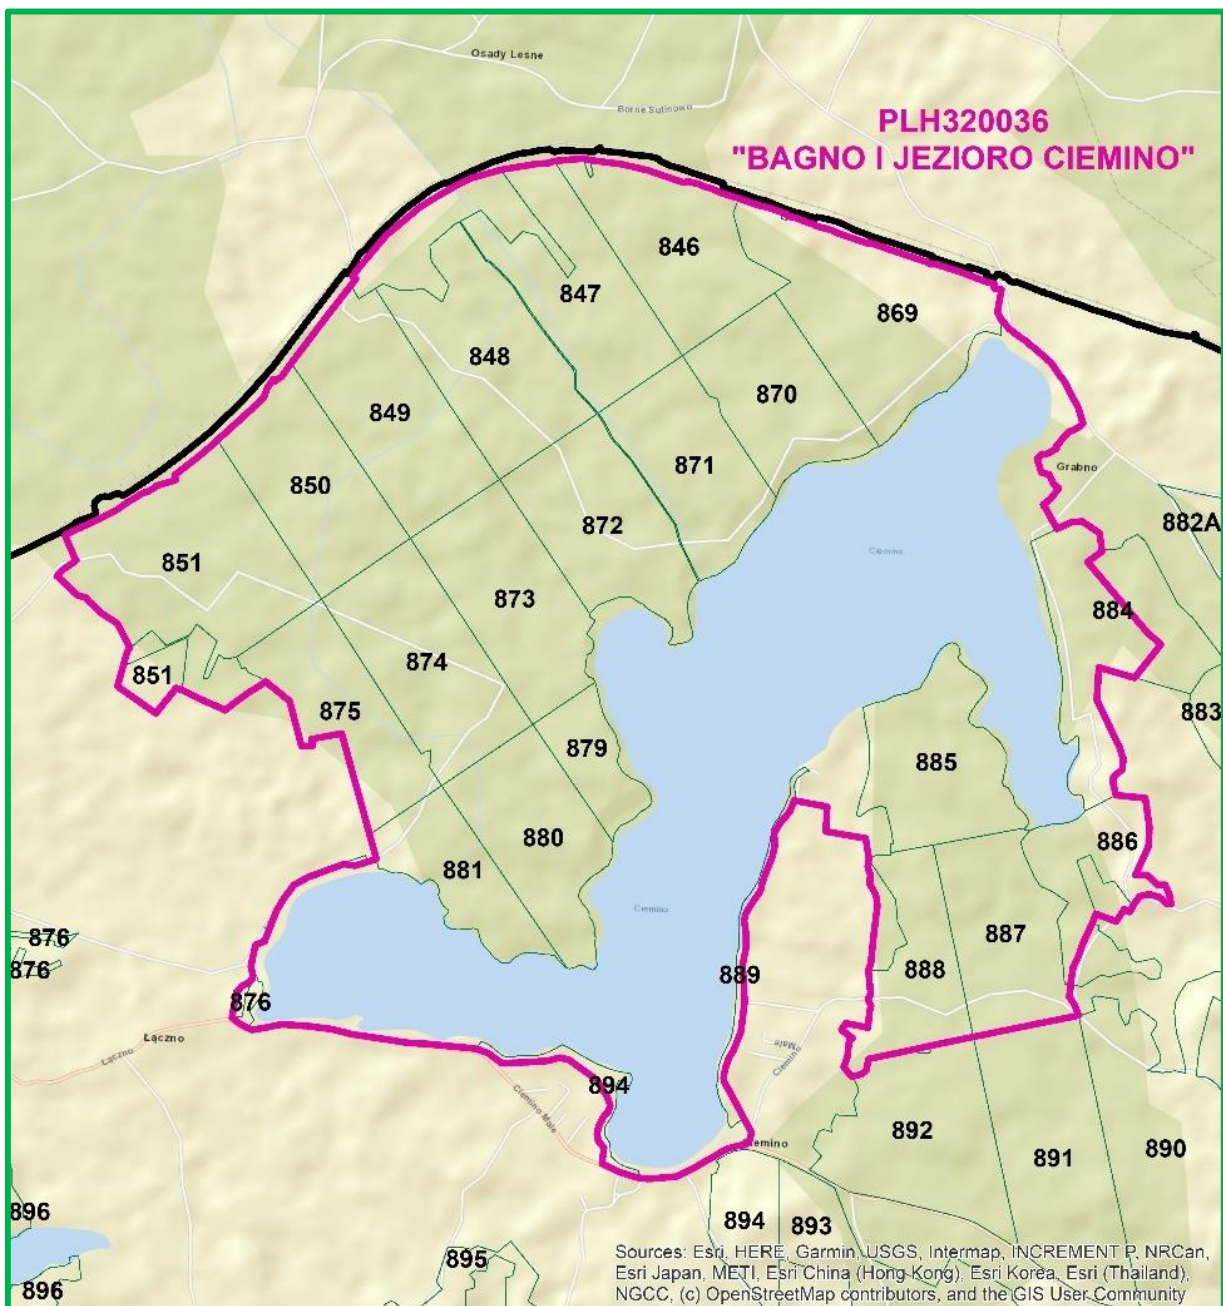 Osady Leśne
Borne Sulinowo
PLH320036
"BAGNO I JEZIORO CIEMINO"
846
847
869
848
870
849
871
850
872
Grabno
882A
851
Ciemino
873
884
874
851
875
883
879
885
880
886
881
Ciemino
887
876
876
888
889
876
Łączno
Łączno
Małe
Ciemino
894
Ciemino Małe
892
Ciemino
891
890
896
894
893
895
896
Sources: Esri, HERE, Garmin, USGS, Intermap, INCREMENT P, NRCan,
Esri Japan, METI, Esri China (Hong Kong), Esri Korea, Esri (Thailand),
NGCC, (c) OpenStreetMap contributors, and the GIS User Community